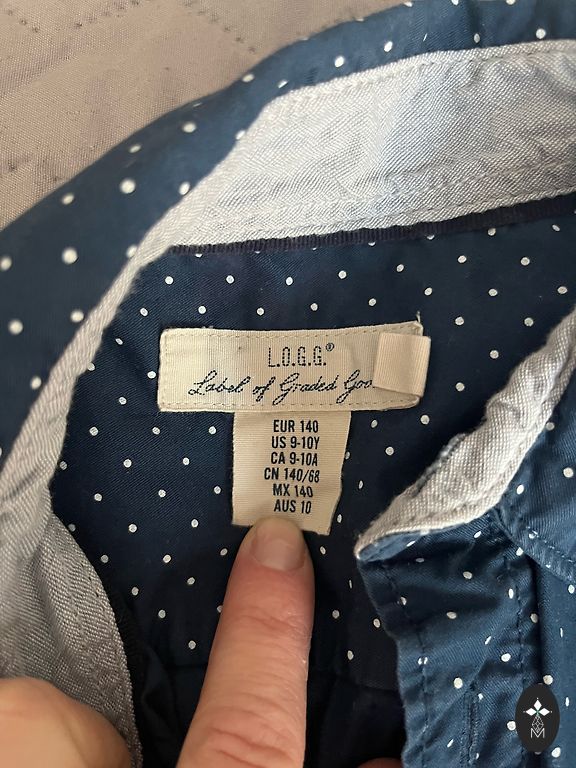 L.O.G.G.®
Label of Graded Goo
EUR 140
US 9-10Y
CA 9-10A
CN 140/68
MX 140
AUS 10
M